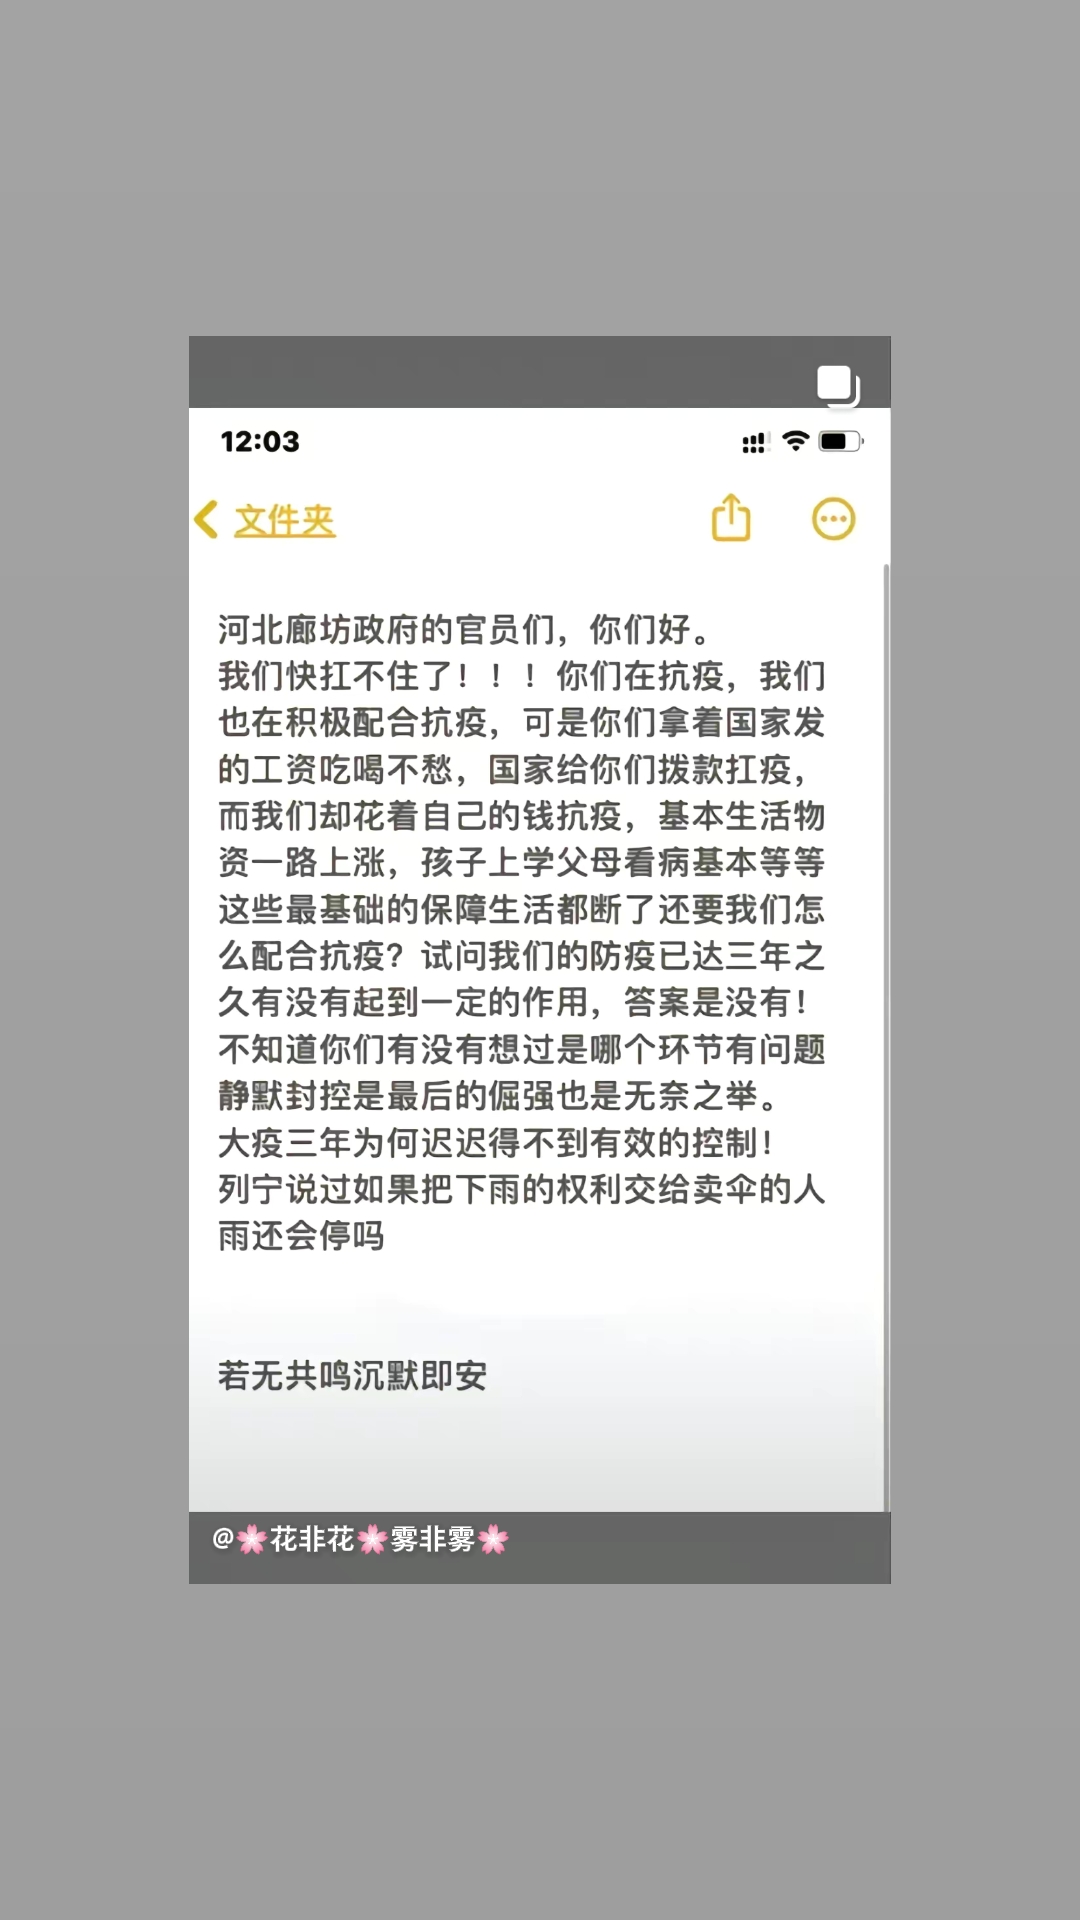 12:03
文件夹
河北廊坊政府的官员们，你们好。
我们快扛不住了！！！你们在抗疫，我们
也在积极配合抗疫，可是你们拿着国家发
的工资吃喝不愁，国家给你们拨款扛疫，
而我们却花着自己的钱抗疫，基本生活物
资一路上涨，孩子上学父母看病基本等等
这些最基础的保障生活都断了还要我们怎
么配合抗疫？试问我们的防疫已达三年之
久有没有起到一定的作用，答案是没有！
不知道你们有没有想过是哪个环节有问题
静默封控是最后的倔强也是无奈之举。
大疫三年为何迟迟得不到有效的控制！
列宁说过如果把下雨的权利交给卖伞的人
雨还会停吗
若无共鸣沉默即安
@🌸花非花🌸雾非雾🌸